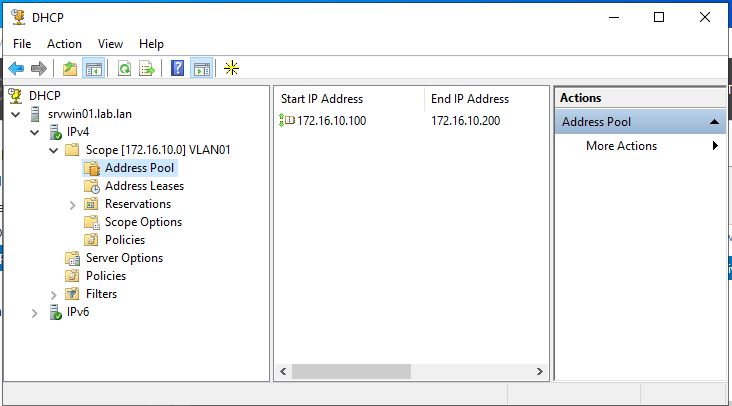 DHCP
File Action View Help
DHCP
srvwin01.lab.lan
IPv4
Scope [172.16.10.0] VLAN01
Address Pool
Address Leases
Reservations
Scope Options
Policies
Server Options
Policies
Filters
IPv6
Start IP Address End IP Address
172.16.10.100 172.16.10.200
Actions
Address Pool
More Actions